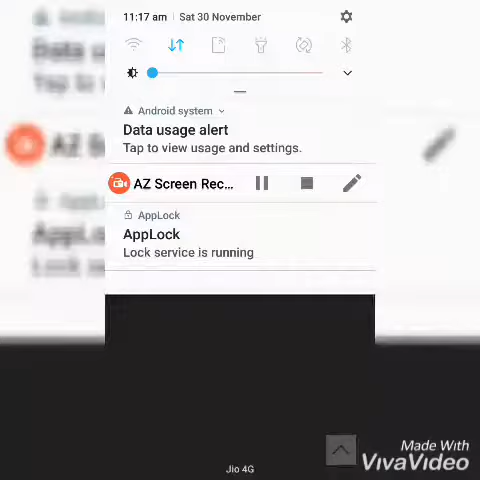 11:17 am | Sat 30 November
Android system
Data usage alert
Tap to view usage and settings.
AZ Screen Rec...
AppLock
AppLock
Lock service is running
Jio 4G
Made With
VivaVideo